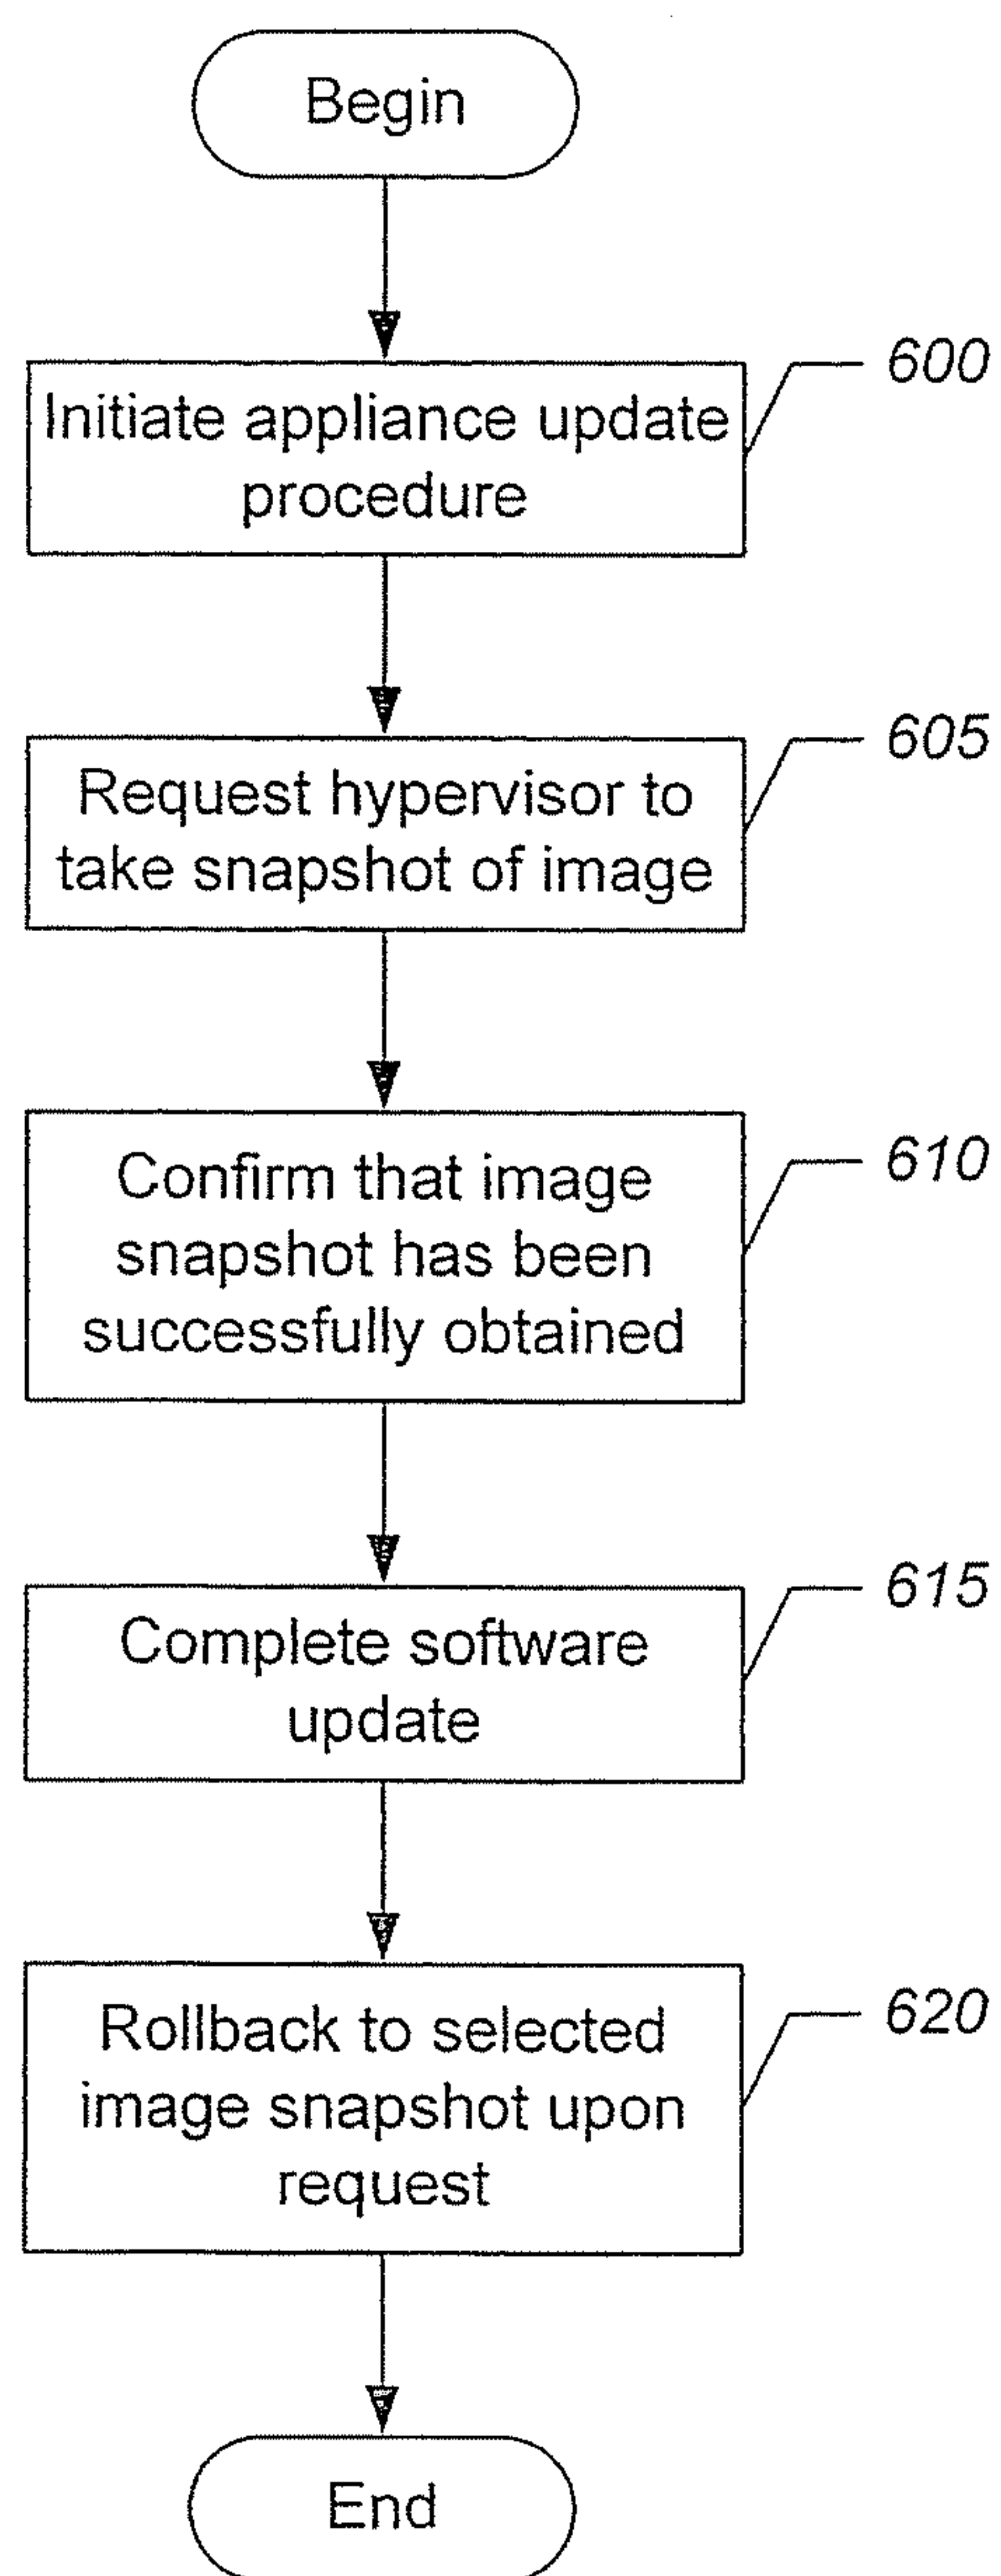 Begin
600
Initiate appliance update
procedure
605
Request hypervisor to
take snapshot of image
610
Confirm that image
snapshot has been
successfully obtained
615
Complete software
update
620
Rollback to selected
image snapshot upon
request
End